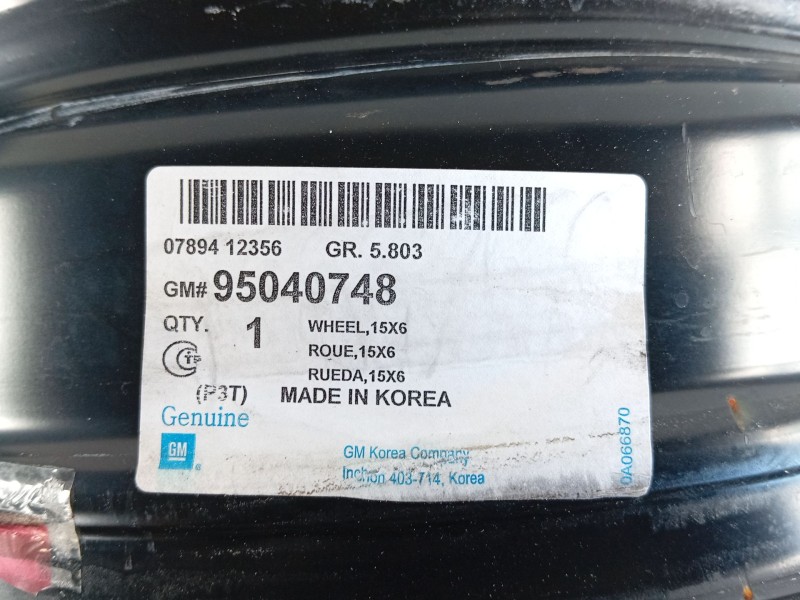 07894 12356 GR. 5.803
GM# 95040748
QTY. 1 WHEEL,15X6
ROUE,15X6
RUEDA,15X6
(P3T) MADE IN KOREA
Genuine
GM
GM Korea Company
Inchon 403-714, Korea
0A066870